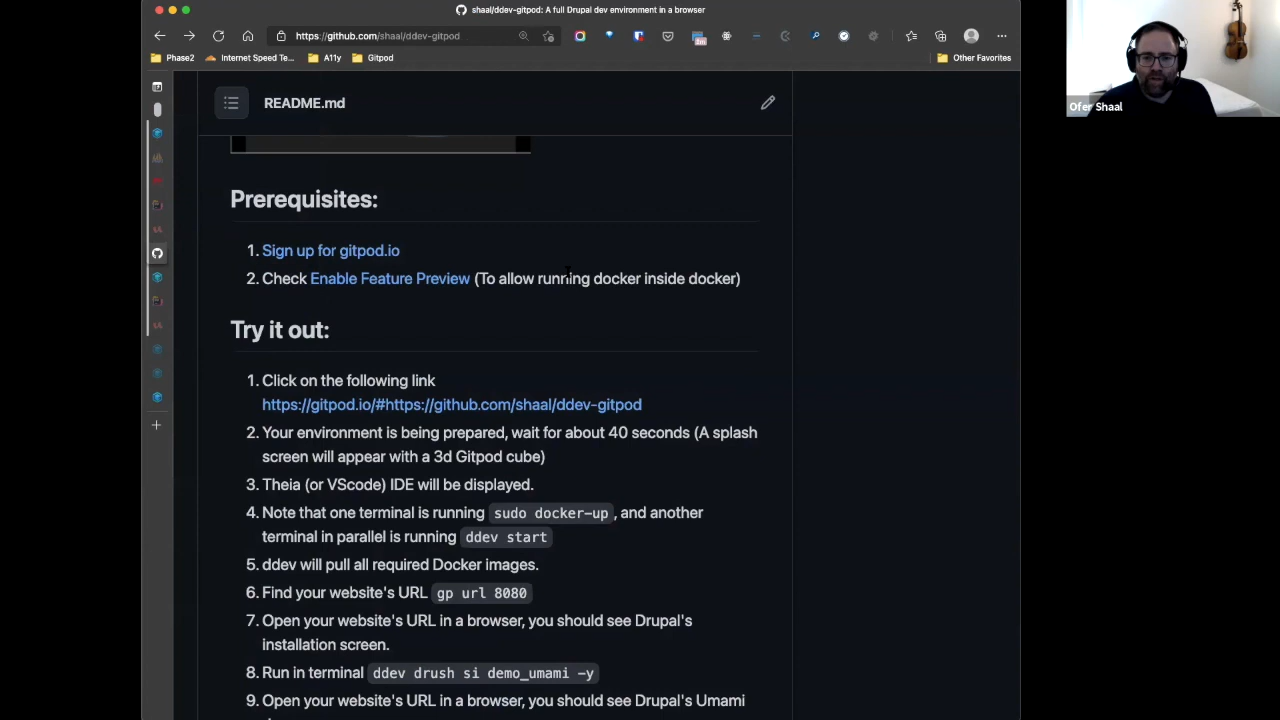 shaal/ddev-gitpod: A full Drupal dev environment in a browser
https://github.com/shaal/ddev-gitpod
Phase2
Internet Speed Te...
A11y
Gitpod
Other Favorites
README.md
Ofer Shaal
Prerequisites:
1. Sign up for gitpod.io
2. Check Enable Feature Preview (To allow running docker inside docker)
Try it out:
1. Click on the following link
https://gitpod.io/#https://github.com/shaal/ddev-gitpod
2. Your environment is being prepared, wait for about 40 seconds (A splash
screen will appear with a 3d Gitpod cube)
3. Theia (or VScode) IDE will be displayed.
4. Note that one terminal is running sudo docker-up, and another
terminal in parallel is running ddev start
5. ddev will pull all required Docker images.
6. Find your website's URL gp url 8080
7. Open your website's URL in a browser, you should see Drupal's
installation screen.
8. Run in terminal ddev drush si demo_umami -y
9. Open your website's URL in a browser, you should see Drupal's Umami